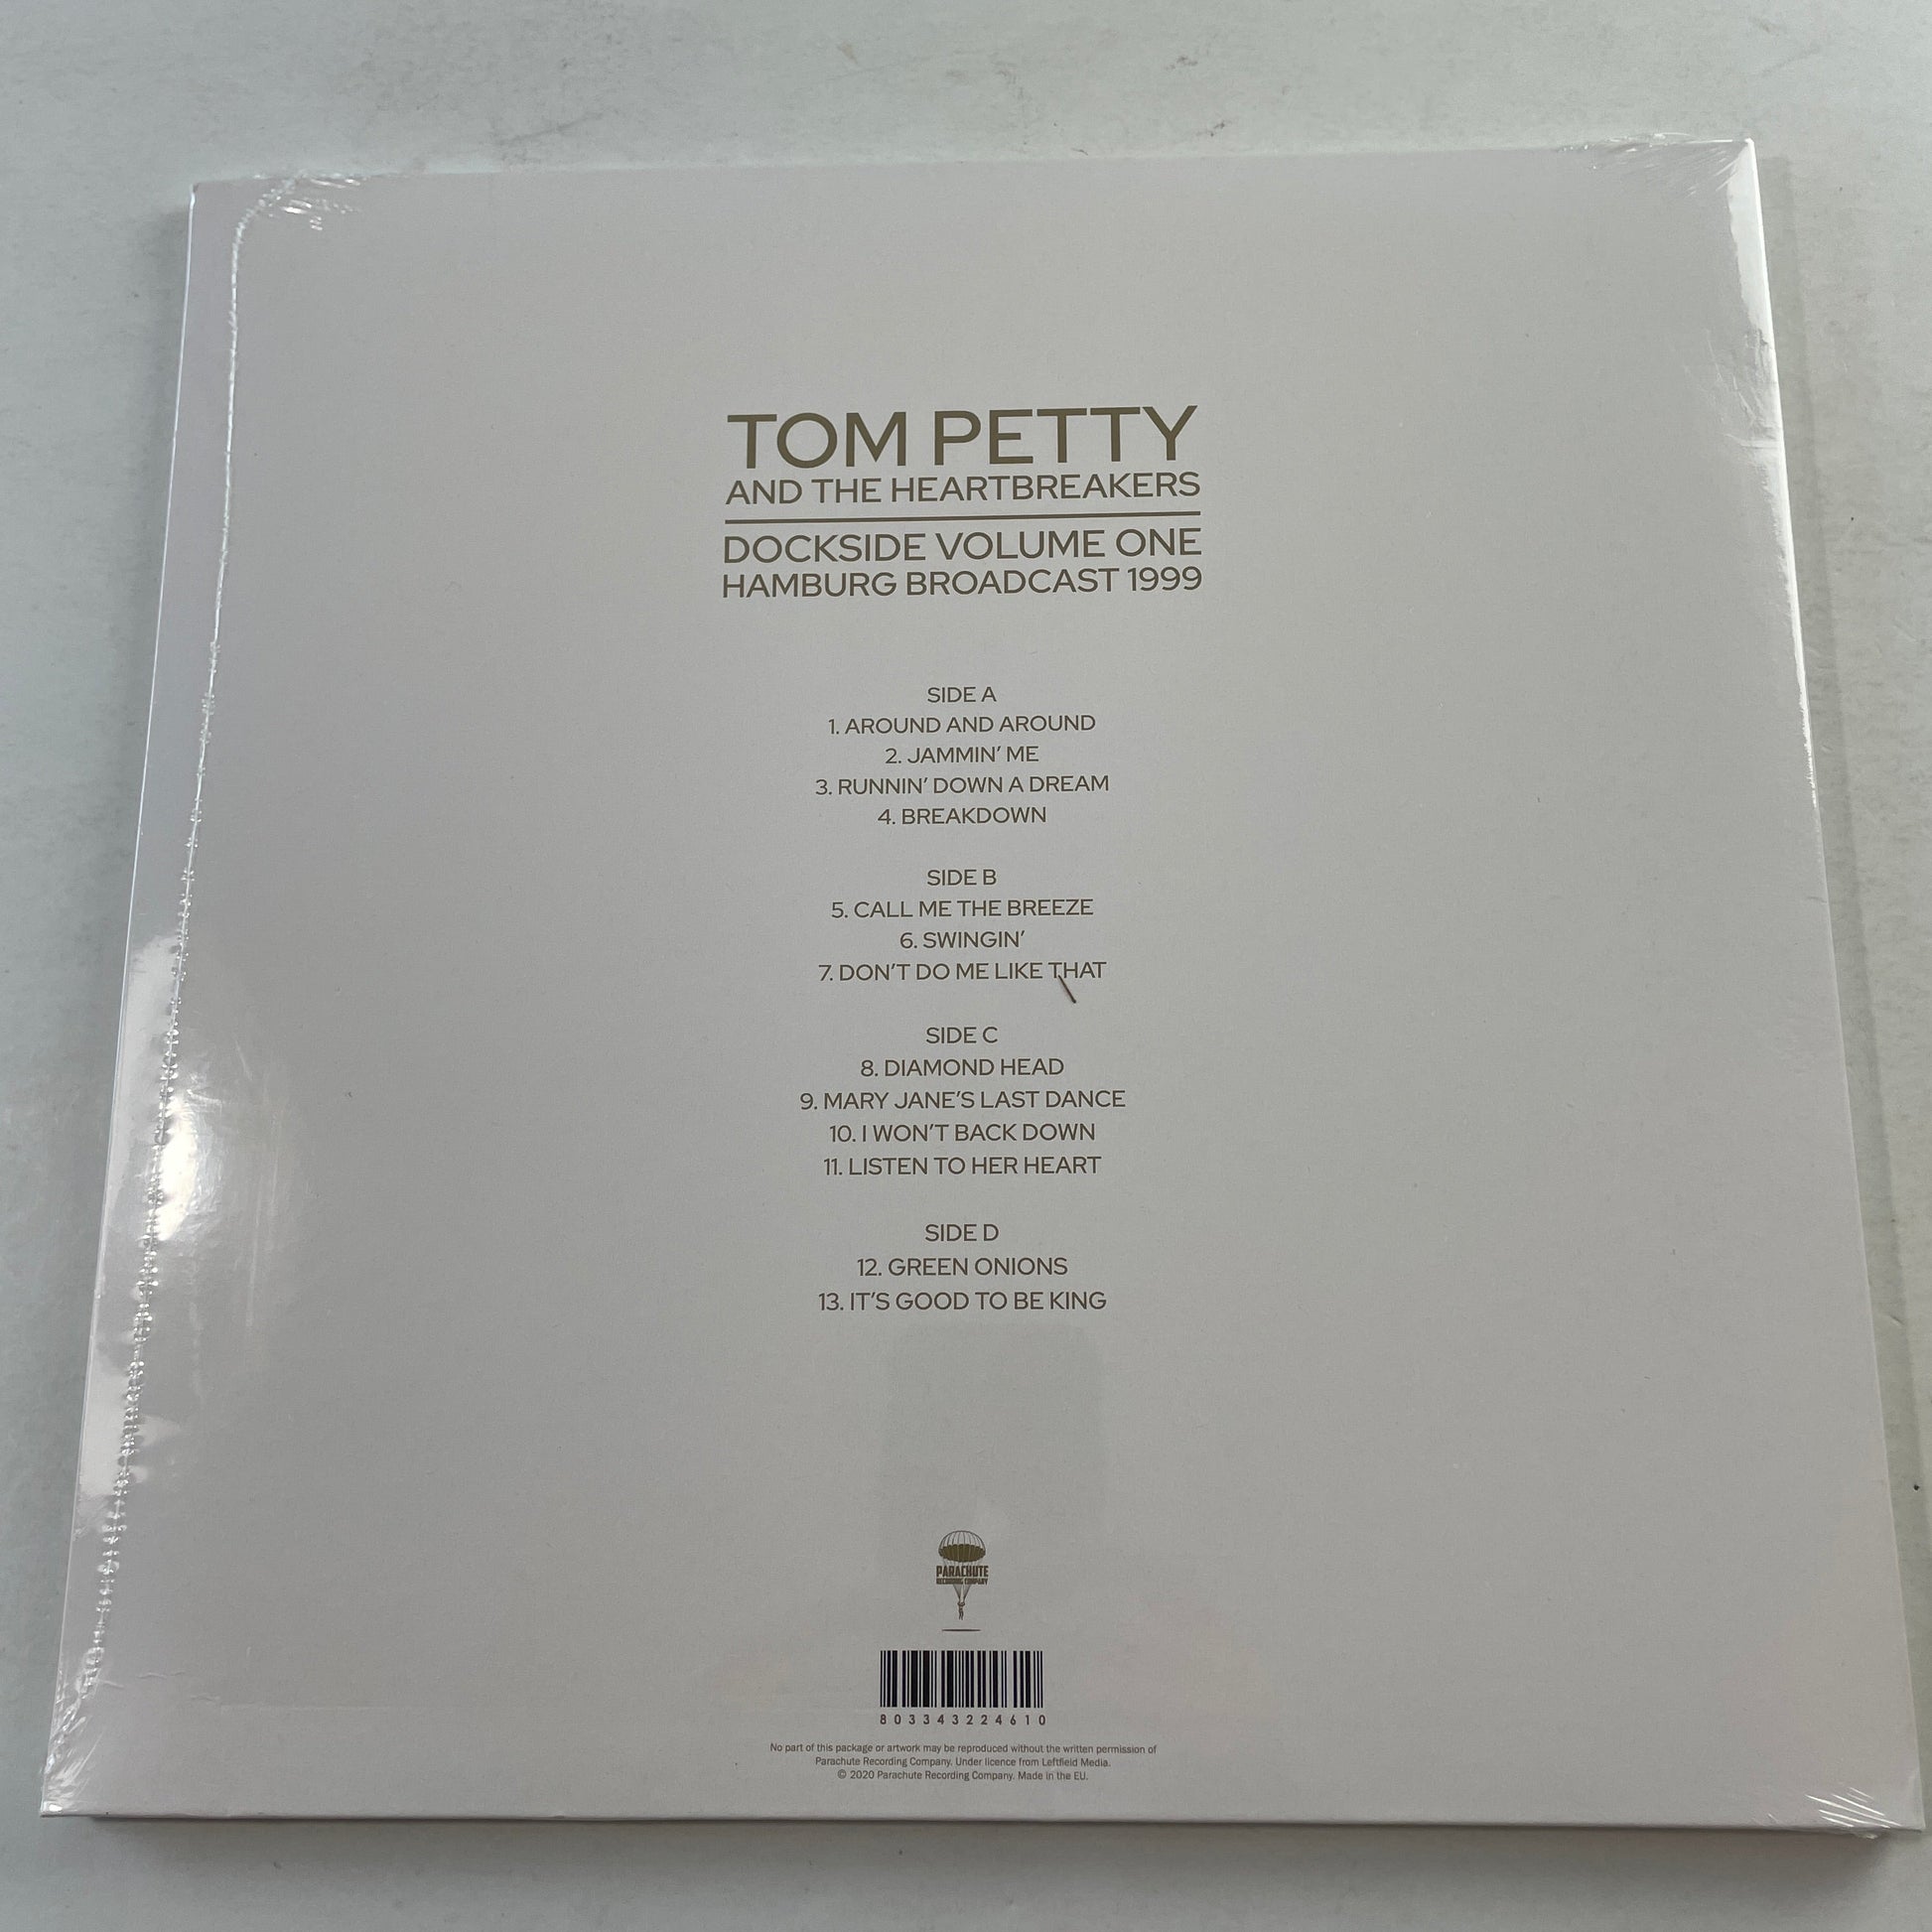 TOM PETTY
AND THE HEARTBREAKERS
DOCKSIDE VOLUME ONE
HAMBURG BROADCAST 1999
SIDE A
1. AROUND AND AROUND
2. JAMMIN' ME
3. RUNNIN' DOWN A DREAM
4. BREAKDOWN
SIDE B
5. CALL ME THE BREEZE
6. SWINGIN'
7. DON'T DO ME LIKE THAT
SIDE C
8. DIAMOND HEAD
9. MARY JANE'S LAST DANCE
10. I WON'T BACK DOWN
11. LISTEN TO HER HEART
SIDE D
12. GREEN ONIONS
13. IT'S GOOD TO BE KING
PARACHUTE
RECORDING COMPANY
803343224610
No part of this package or artwork may be reproduced without the written permission of
Parachute Recording Company. Under licence from Leftfield Media.
© 2020 Parachute Recording Company. Made in the EU.